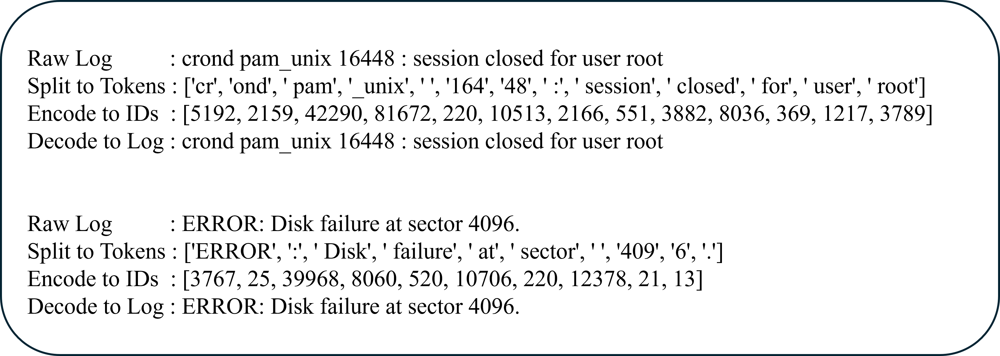 Raw Log : crond pam_unix 16448 : session closed for user root
Split to Tokens : ['cr', 'ond', ' pam', '_unix', ' ', '164', '48', ' :', ' session', ' closed', ' for', ' user', ' root']
Encode to IDs : [5192, 2159, 42290, 81672, 220, 10513, 2166, 551, 3882, 8036, 369, 1217, 3789]
Decode to Log : crond pam_unix 16448 : session closed for user root
Raw Log : ERROR: Disk failure at sector 4096.
Split to Tokens : ['ERROR', ':', ' Disk', ' failure', ' at', ' sector', ' ', '409', '6', '.']
Encode to IDs : [3767, 25, 39968, 8060, 520, 10706, 220, 12378, 21, 13]
Decode to Log : ERROR: Disk failure at sector 4096.